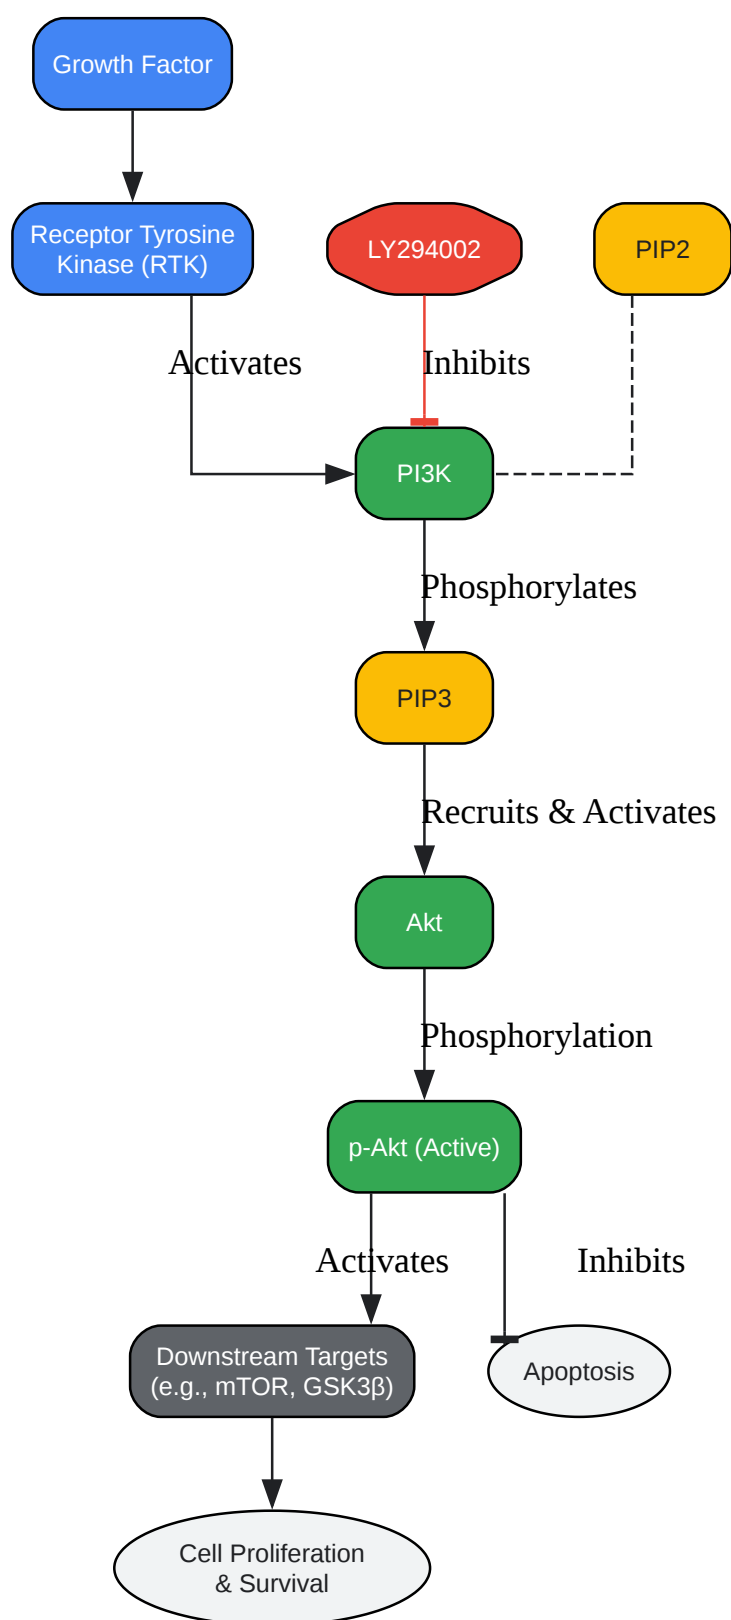 Growth Factor
Receptor Tyrosine
Kinase (RTK)
LY294002
PIP2
Activates
Inhibits
PI3K
Phosphorylates
PIP3
Recruits & Activates
Akt
Phosphorylation
p-Akt (Active)
Activates
Inhibits
Downstream Targets
(e.g., mTOR, GSK3β)
Apoptosis
Cell Proliferation
& Survival